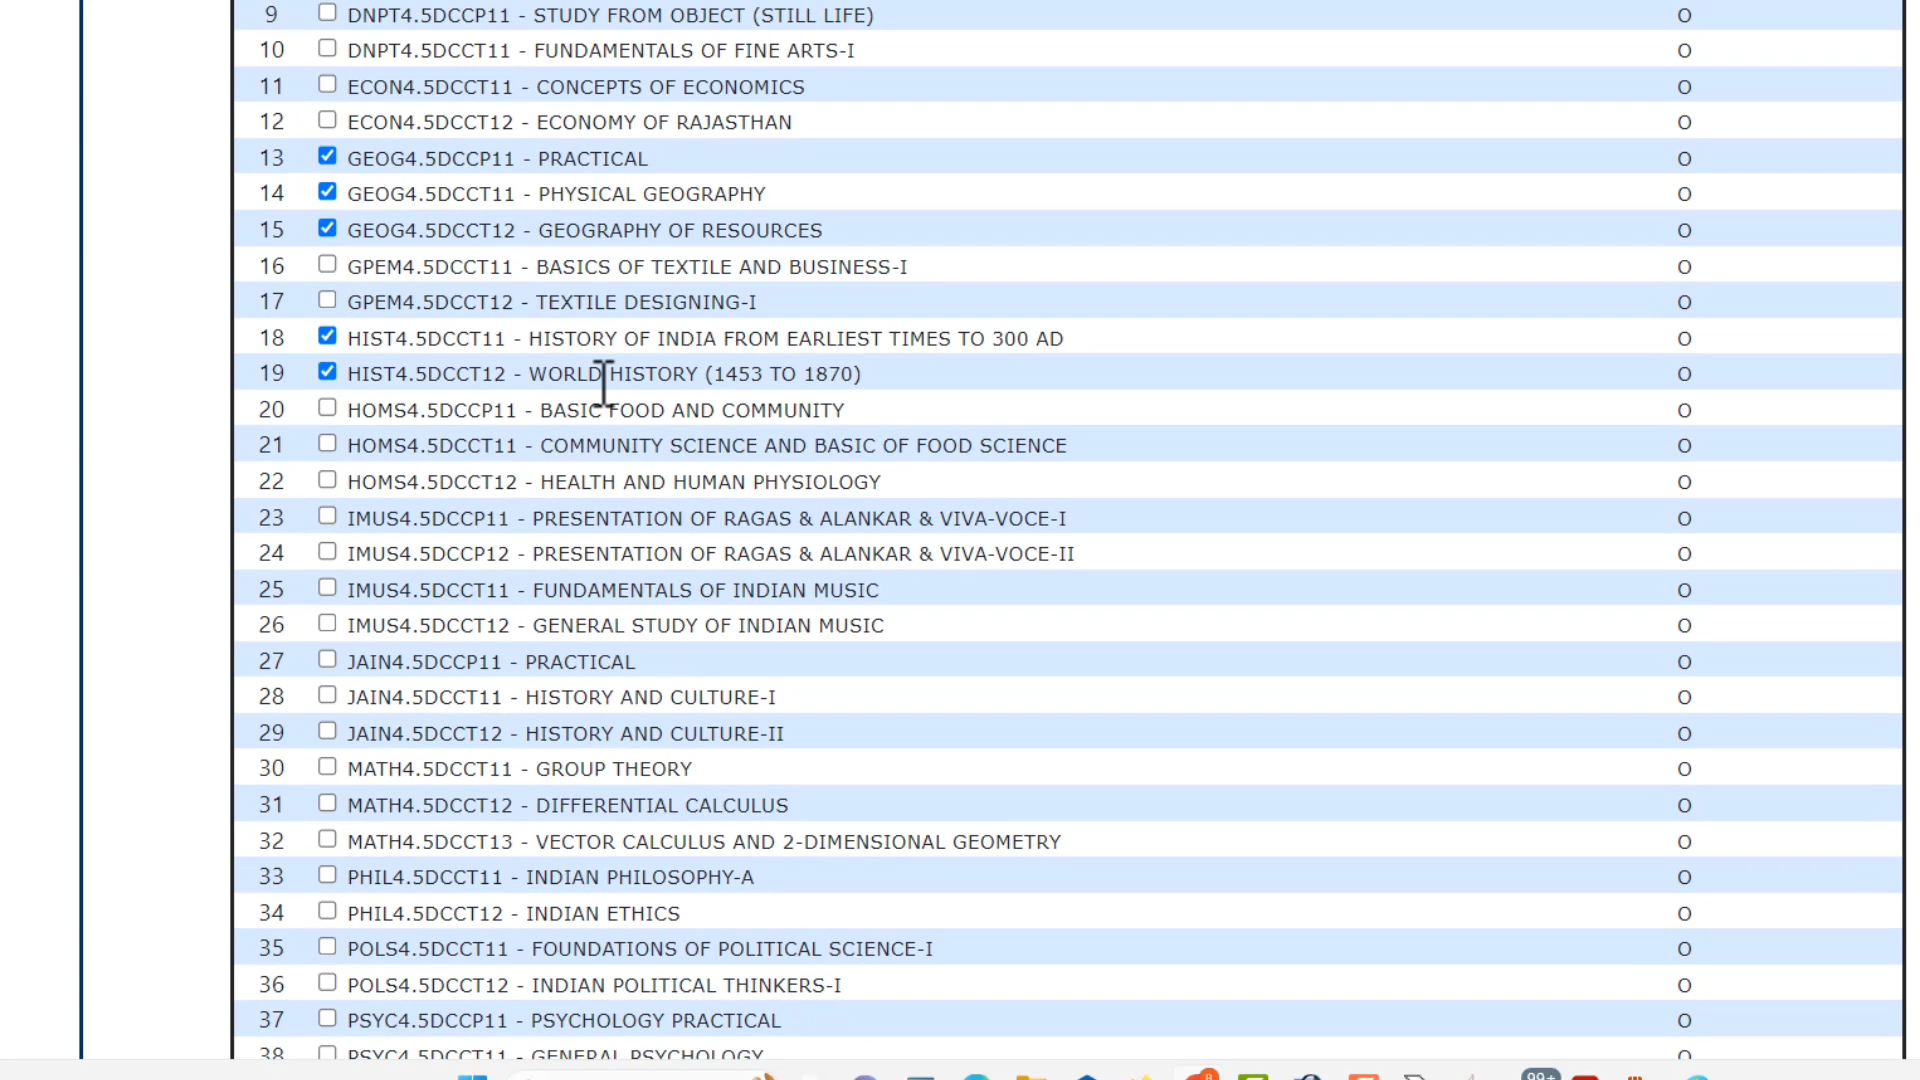 9 DNPT4.5DCCP11 - STUDY FROM OBJECT (STILL LIFE) O
10 DNPT4.5DCCT11 - FUNDAMENTALS OF FINE ARTS-I O
11 ECON4.5DCCT11 - CONCEPTS OF ECONOMICS O
12 ECON4.5DCCT12 - ECONOMY OF RAJASTHAN O
13 GEOG4.5DCCP11 - PRACTICAL O
14 GEOG4.5DCCT11 - PHYSICAL GEOGRAPHY O
15 GEOG4.5DCCT12 - GEOGRAPHY OF RESOURCES O
16 GPEM4.5DCCT11 - BASICS OF TEXTILE AND BUSINESS-I O
17 GPEM4.5DCCT12 - TEXTILE DESIGNING-I O
18 HIST4.5DCCT11 - HISTORY OF INDIA FROM EARLIEST TIMES TO 300 AD O
19 HIST4.5DCCT12 - WORLD HISTORY (1453 TO 1870) O
20 HOMS4.5DCCP11 - BASIC FOOD AND COMMUNITY O
21 HOMS4.5DCCT11 - COMMUNITY SCIENCE AND BASIC OF FOOD SCIENCE O
22 HOMS4.5DCCT12 - HEALTH AND HUMAN PHYSIOLOGY O
23 IMUS4.5DCCP11 - PRESENTATION OF RAGAS & ALANKAR & VIVA-VOCE-I O
24 IMUS4.5DCCP12 - PRESENTATION OF RAGAS & ALANKAR & VIVA-VOCE-II O
25 IMUS4.5DCCT11 - FUNDAMENTALS OF INDIAN MUSIC O
26 IMUS4.5DCCT12 - GENERAL STUDY OF INDIAN MUSIC O
27 JAIN4.5DCCP11 - PRACTICAL O
28 JAIN4.5DCCT11 - HISTORY AND CULTURE-I O
29 JAIN4.5DCCT12 - HISTORY AND CULTURE-II O
30 MATH4.5DCCT11 - GROUP THEORY O
31 MATH4.5DCCT12 - DIFFERENTIAL CALCULUS O
32 MATH4.5DCCT13 - VECTOR CALCULUS AND 2-DIMENSIONAL GEOMETRY O
33 PHIL4.5DCCT11 - INDIAN PHILOSOPHY-A O
34 PHIL4.5DCCT12 - INDIAN ETHICS O
35 POLS4.5DCCT11 - FOUNDATIONS OF POLITICAL SCIENCE-I O
36 POLS4.5DCCT12 - INDIAN POLITICAL THINKERS-I O
37 PSYC4.5DCCP11 - PSYCHOLOGY PRACTICAL O
38 PSYC4.5DCCT11 - GENERAL PSYCHOLOGY O
8 99+